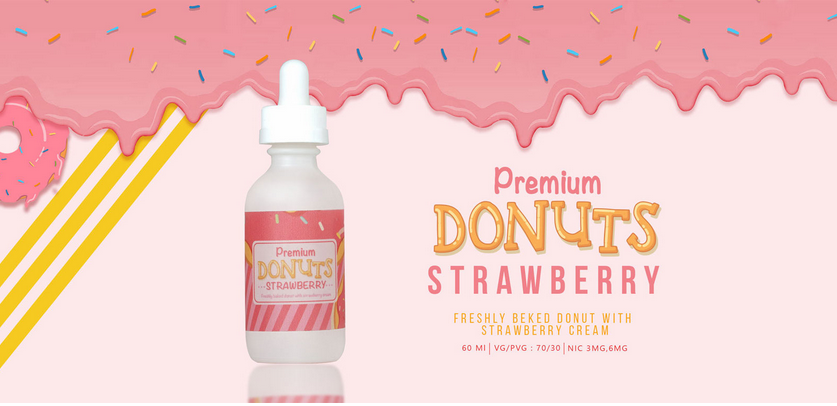 Premium
DONUTS
STRAWBERRY
Premium
DONUTS
STRAWBERRY
FRESHLY BEKED DONUT WITH
STRAWBERRY CREAM
60 Ml | VG/PVG : 70/30 | NIC 3MG,6MG